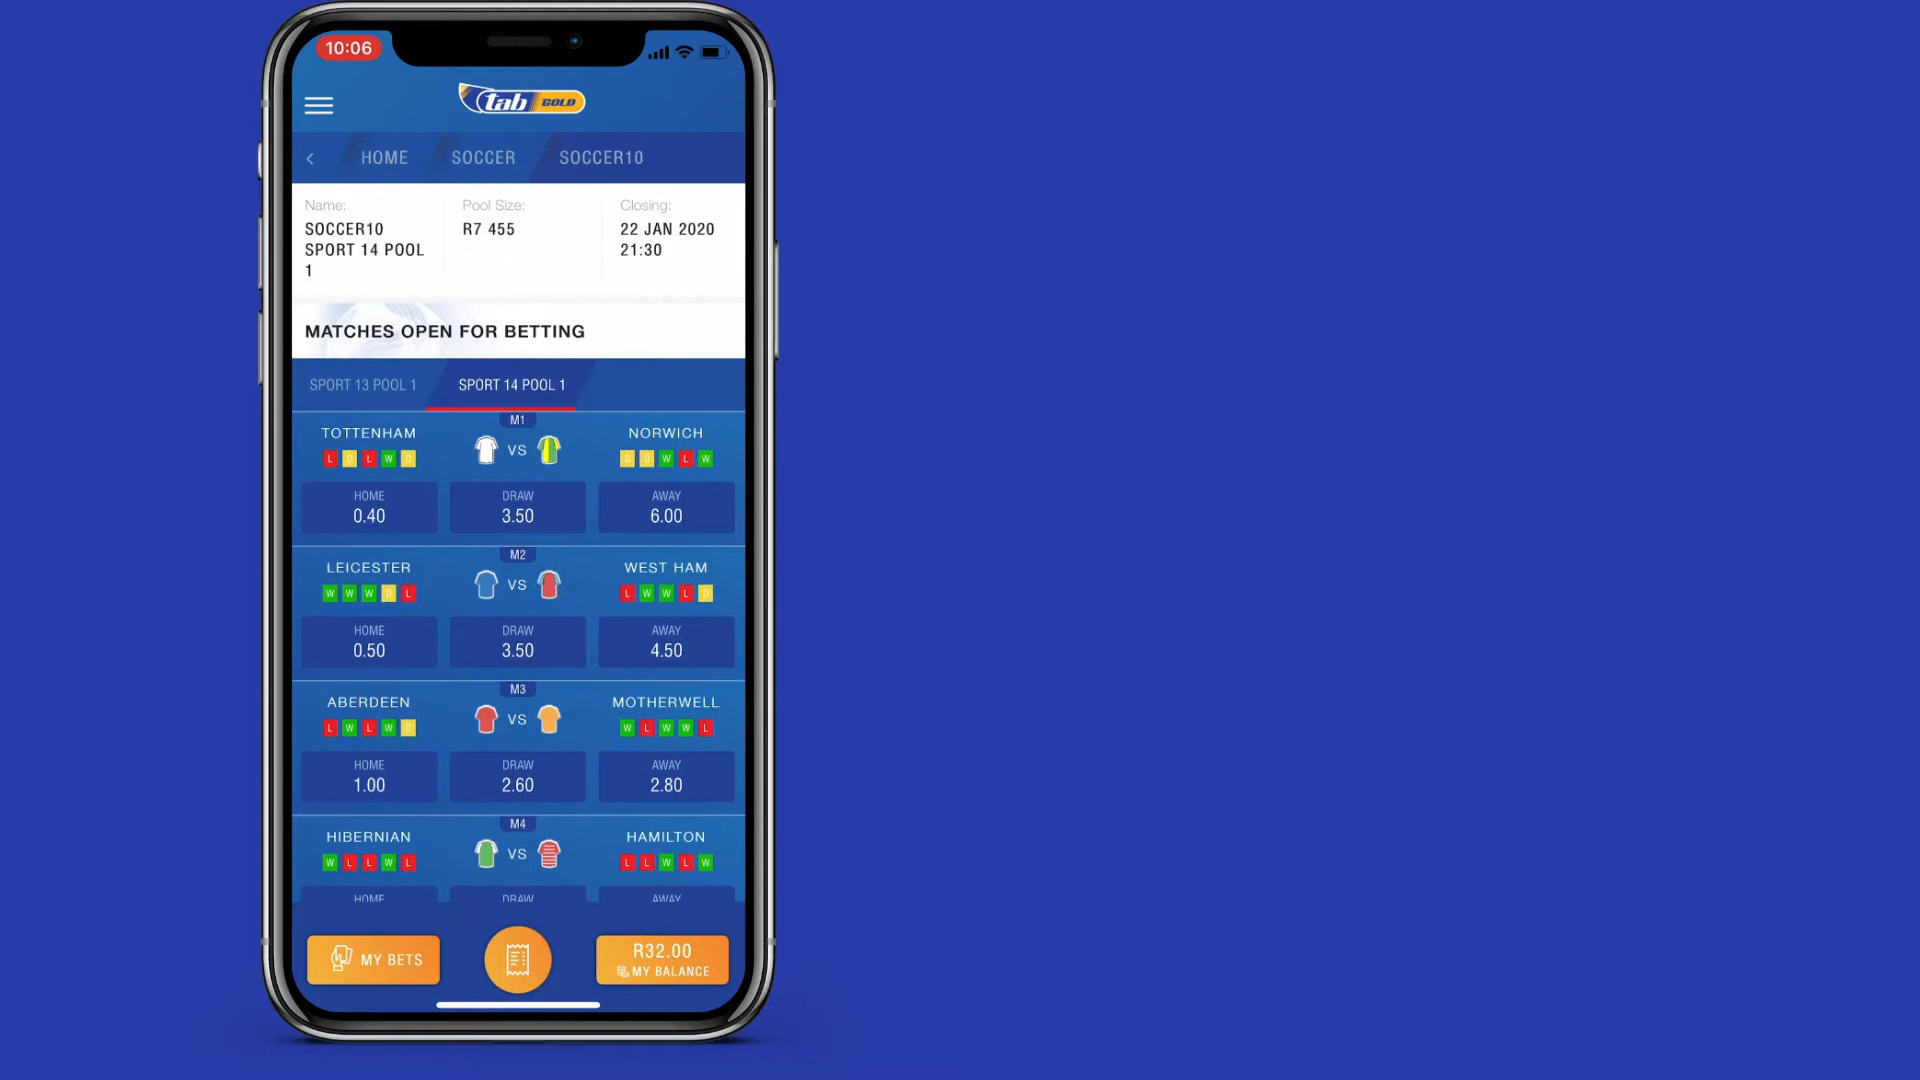 10:06
tab GOLD
HOME SOCCER SOCCER10
Name: Pool Size: Closing:
SOCCER10 R7 455 22 JAN 2020
SPORT 14 POOL 21:30
1
MATCHES OPEN FOR BETTING
SPORT 13 POOL 1 SPORT 14 POOL 1
M1
TOTTENHAM VS NORWICH
L D L W D D D W L W
HOME DRAW AWAY
0.40 3.50 6.00
M2
LEICESTER VS WEST HAM
W W W D L L W W L D
HOME DRAW AWAY
0.50 3.50 4.50
M3
ABERDEEN VS MOTHERWELL
L W L W D W L W W L
HOME DRAW AWAY
1.00 2.60 2.80
M4
HIBERNIAN VS HAMILTON
W L L W L L L W L W
HOME DRAW AWAY
MY BETS R32.00
MY BALANCE